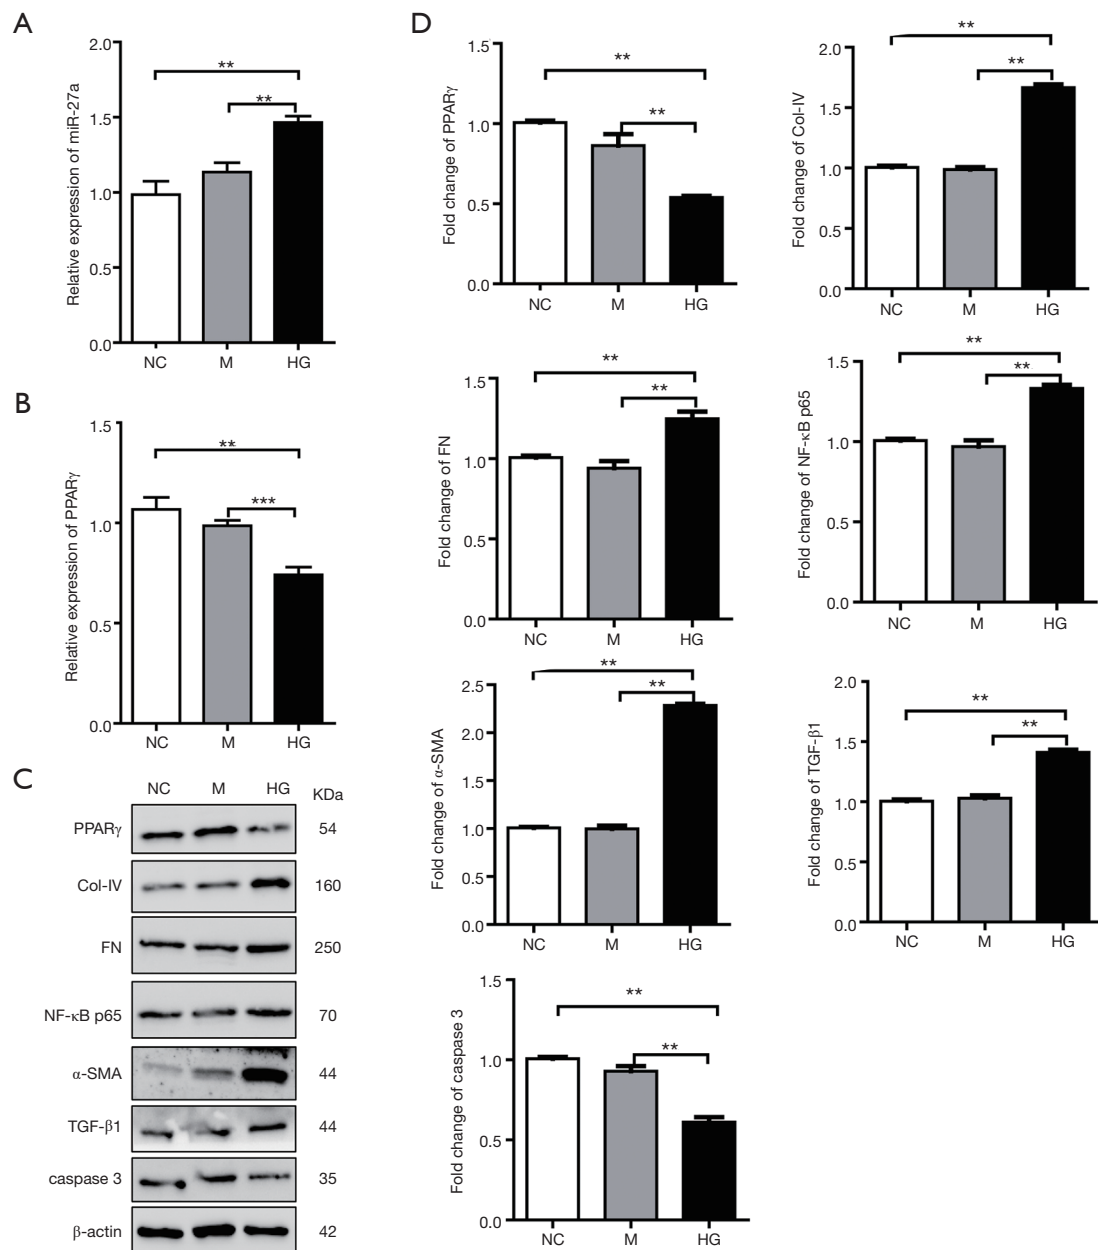 A
2.0
1.5
1.0
0.5
0.0
Relative expression of miR-27a
**
**
NC M HG
B
1.5
1.0
0.5
0.0
Relative expression of PPARγ
**
***
NC M HG
C
NC M HG KDa
PPARγ 54
Col-IV 160
FN 250
NF-κB p65 70
α-SMA 44
TGF-β1 44
caspase 3 35
β-actin 42
D
1.5
1.0
0.5
0.0
Fold change of PPARγ
**
**
NC M HG
2.0
1.5
1.0
0.5
0.0
Fold change of Col-IV
**
**
NC M HG
1.5
1.0
0.5
0.0
Fold change of FN
**
**
NC M HG
1.5
1.0
0.5
0.0
Fold change of NF-κB p65
**
**
NC M HG
2.5
2.0
1.5
1.0
0.5
0.0
Fold change of α-SMA
**
**
NC M HG
2.0
1.5
1.0
0.5
0.0
Fold change of TGF-β1
**
**
NC M HG
1.5
1.0
0.5
0.0
Fold change of caspase 3
**
**
NC M HG